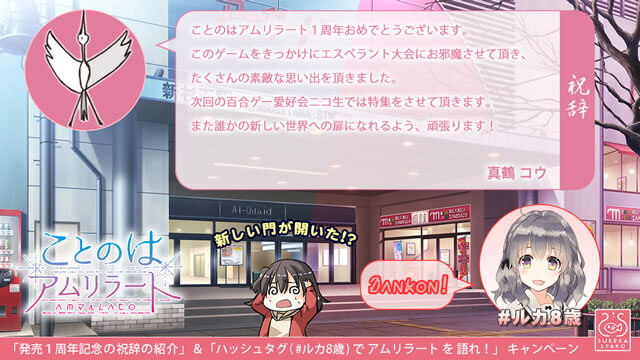 ことのはアムリラート１周年おめでとうございます。
このゲームをきっかけにエスペラント大会にお邪魔させて頂き、
たくさんの素敵な思い出を頂きました。
次回の百合ゲー愛好会ニコ生では特集をさせて頂きます。
また誰かの新しい世界への扉になれるよう、頑張ります！
真鶴 コウ
祝辞
Al-Quaid
新しい門が開いた!?
ことのは
アムリラート
AMRILATO
Dankon!
#ルカ8歳
SUKERA
SPARO
「発売１周年記念の祝辞の紹介」＆「ハッシュタグ(#ルカ8歳)で アムリラート を 語れ！」 キャンペーン